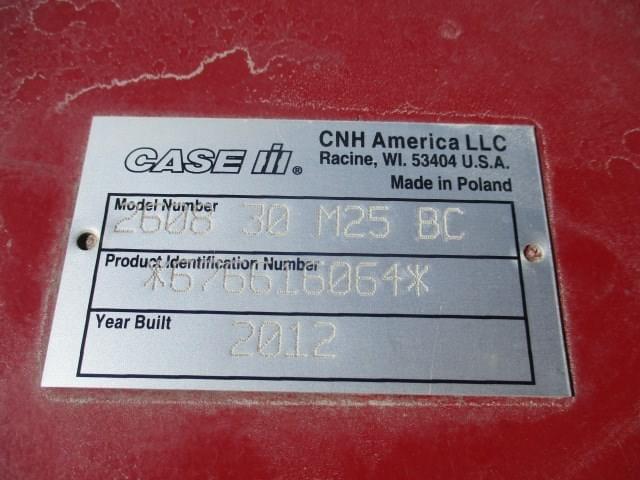 CASE IH®
CNH America LLC
Racine, WI. 53404 U.S.A.
Made in Poland
Model Number
2608 30 M25 BC
Product Identification Number
*676616064*
Year Built
2012